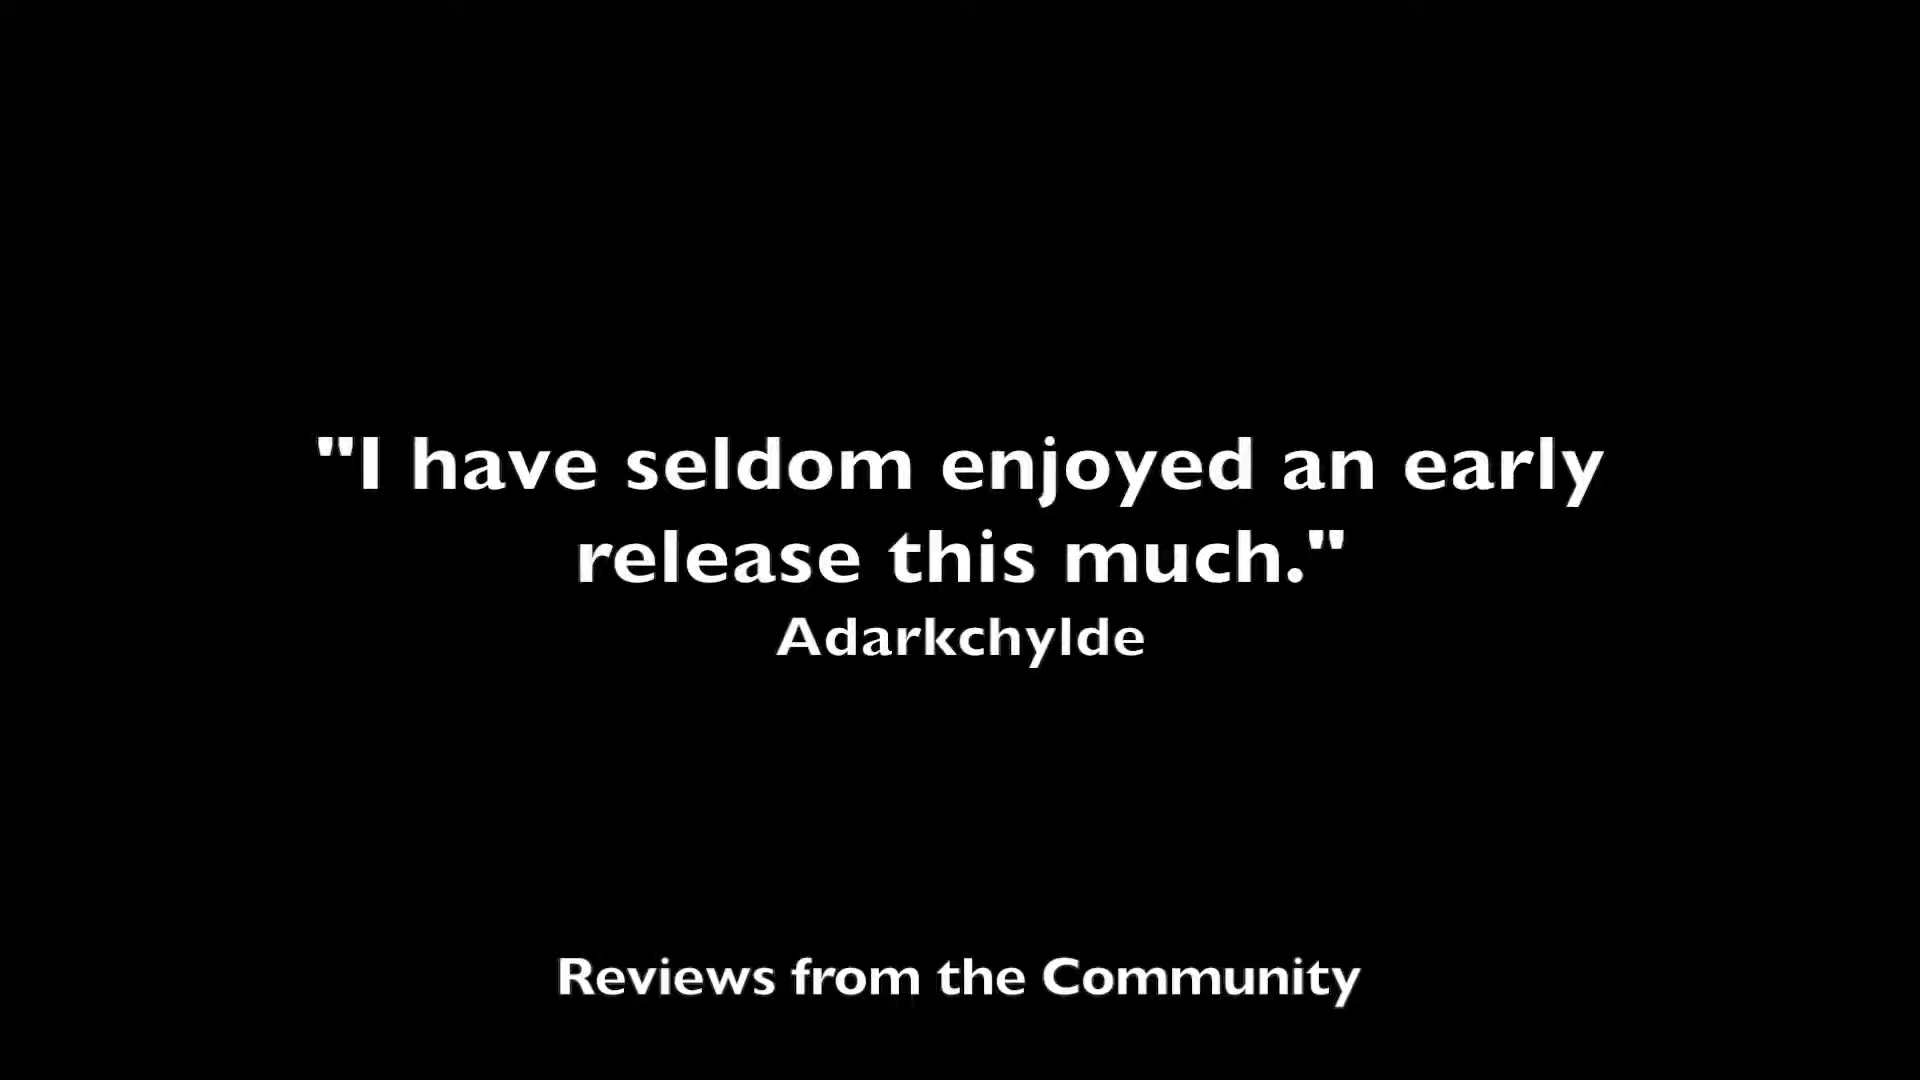 "I have seldom enjoyed an early
release this much."
Adarkchylde
Reviews from the Community